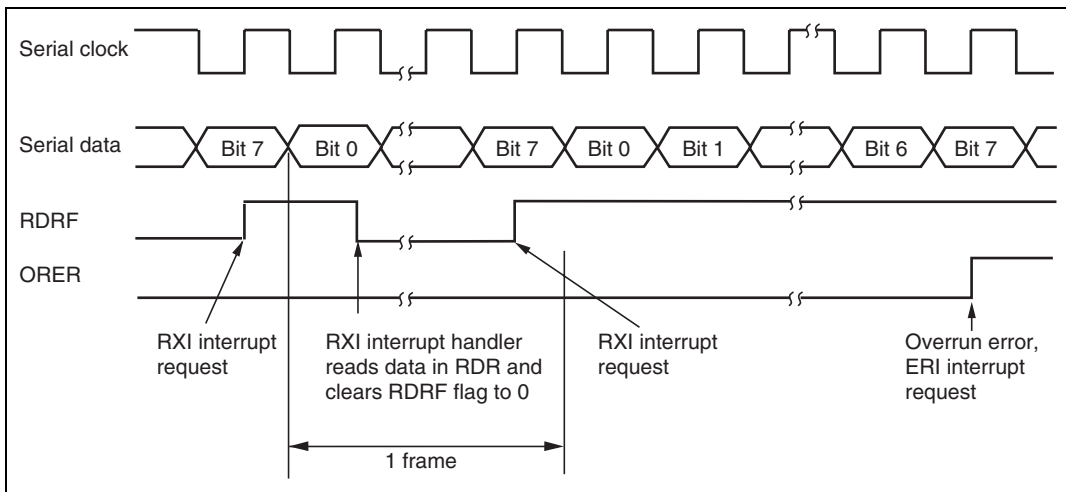 Serial clock
Serial data
Bit 7 Bit 0 Bit 7 Bit 0 Bit 1 Bit 6 Bit 7
RDRF
ORER
RXI interrupt
request
RXI interrupt handler
reads data in RDR and
clears RDRF flag to 0
RXI interrupt
request
Overrun error,
ERI interrupt
request
1 frame